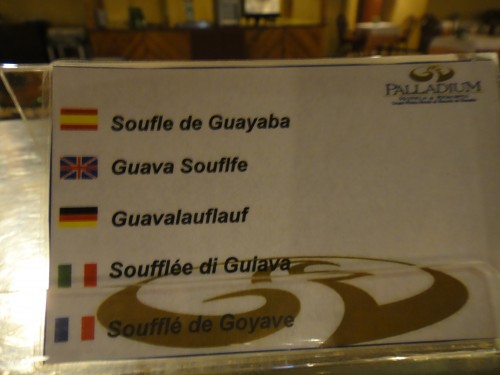 PALLADIUM
Soufle de Guayaba
Guava Souflfe
Guavalauflauf
Soufflée di Gulava
Soufflé de Goyave